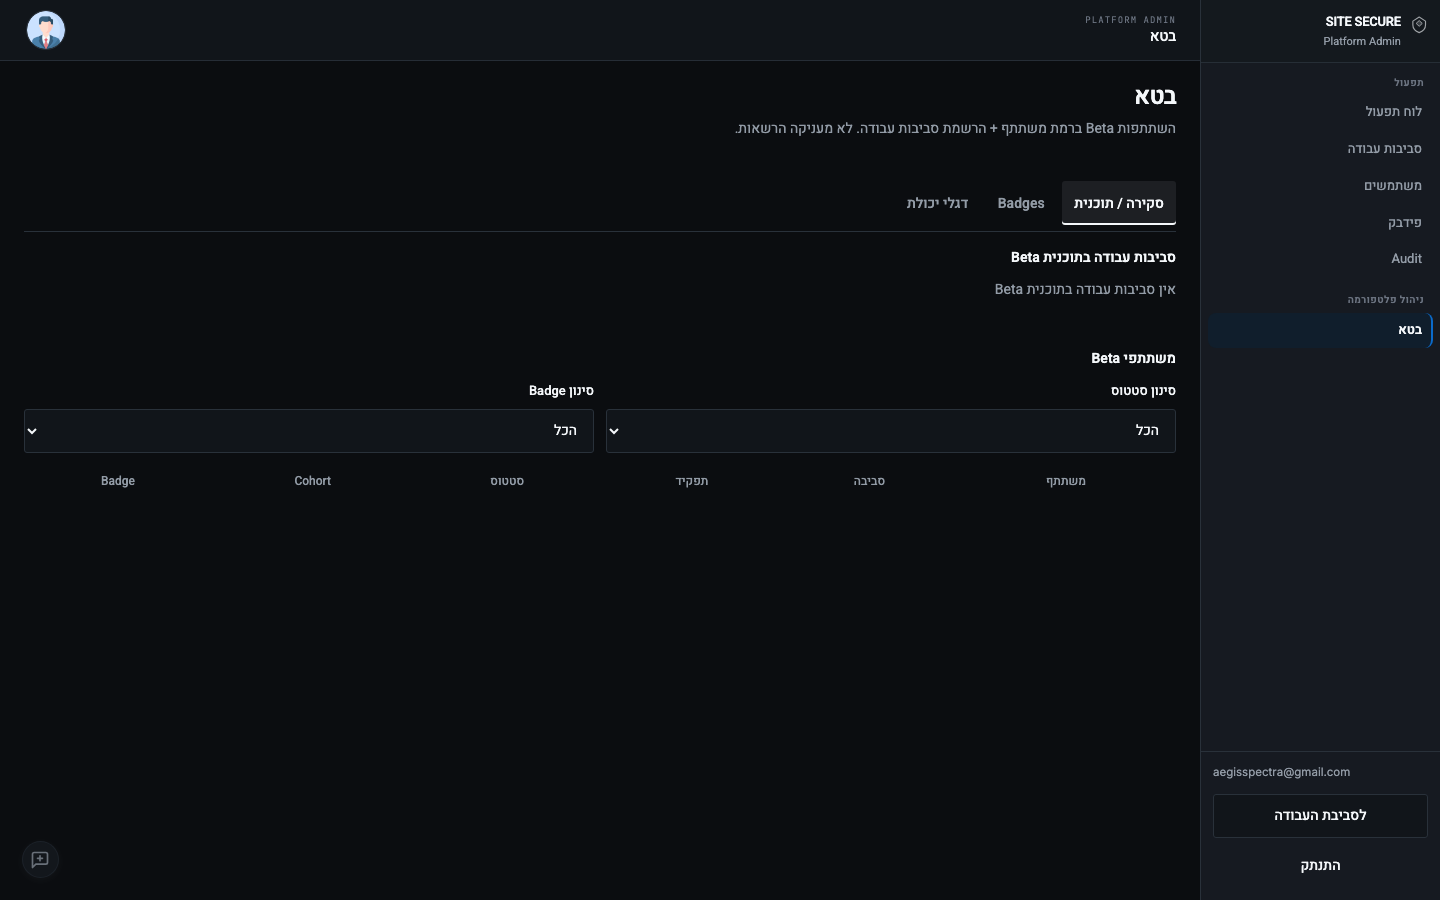 SITE SECURE
Platform Admin
תפעול
לוח תפעול
סביבות עבודה
משתמשים
פידבק
Audit
ניהול פלטפורמה
בטא
aegisspectra@gmail.com
לסביבת העבודה
התנתק
PLATFORM ADMIN
בטא
בטא
השתתפות Beta ברמת משתתף + הרשמת סביבות עבודה. לא מעניקה הרשאות.
סקירה / תוכנית
Badges
דגלי יכולת
סביבות עבודה בתוכנית Beta
אין סביבות עבודה בתוכנית Beta
משתתפי Beta
סינון סטטוס
סינון Badge
הכל
הכל
משתתף
סביבה
תפקיד
סטטוס
Cohort
Badge